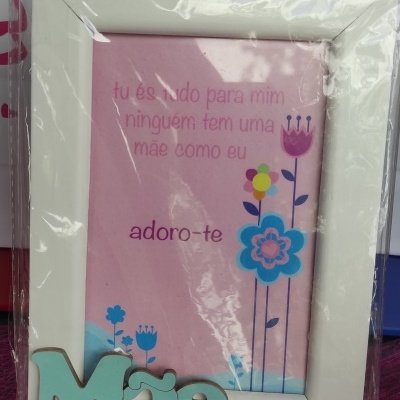 tu és tudo para mim
ninguém tem uma
mãe como eu
adoro-te
Mãe